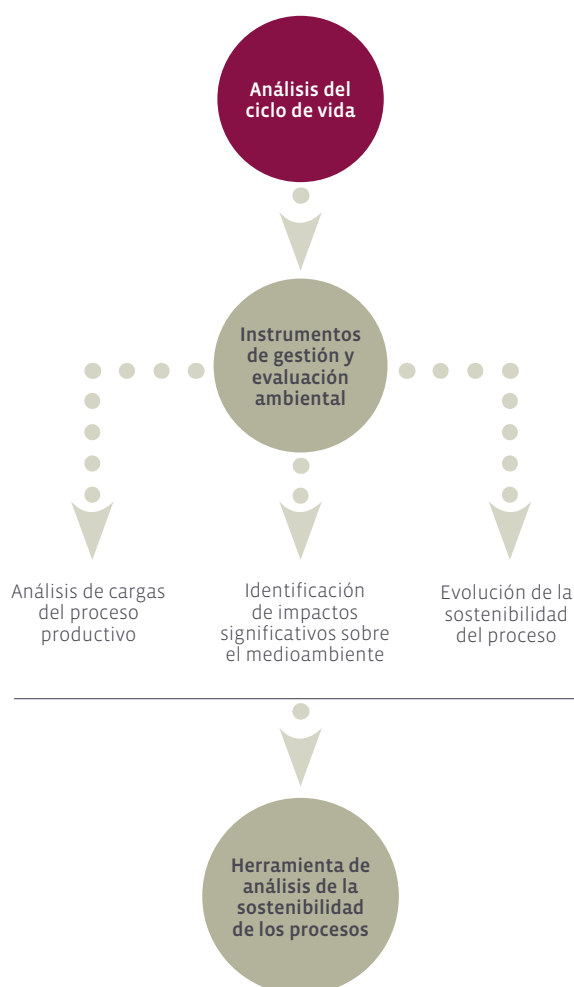 Análisis del
ciclo de vida
Instrumentos
de gestión y
evaluación
ambiental
Análisis de cargas
del proceso
productivo
Identificación
de impactos
significativos sobre
el medioambiente
Evolución de la
sostenibilidad
del proceso
Herramienta de
análisis de la
sostenibilidad
de los procesos